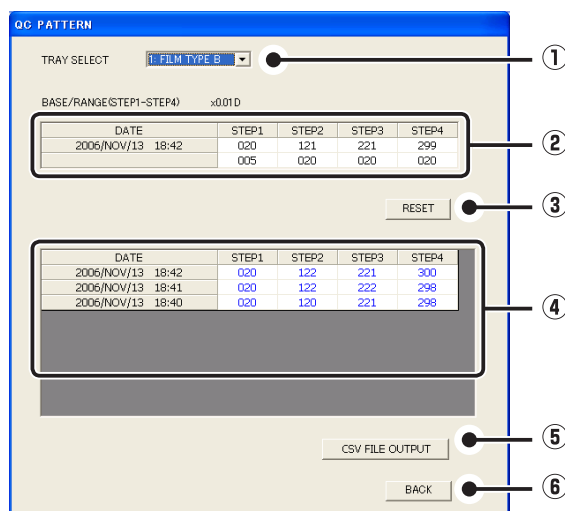 QC PATTERN
TRAY SELECT 1: FILM TYPE B ①
BASE/RANGE(STEP1-STEP4) x0.01D
DATE STEP1 STEP2 STEP3 STEP4
2006/NOV/13 18:42 020 121 221 299 ②
005 020 020 020
RESET ③
DATE STEP1 STEP2 STEP3 STEP4
2006/NOV/13 18:42 020 122 221 300
2006/NOV/13 18:41 020 122 222 298
2006/NOV/13 18:40 020 120 221 298 ④
CSV FILE OUTPUT ⑤
BACK ⑥